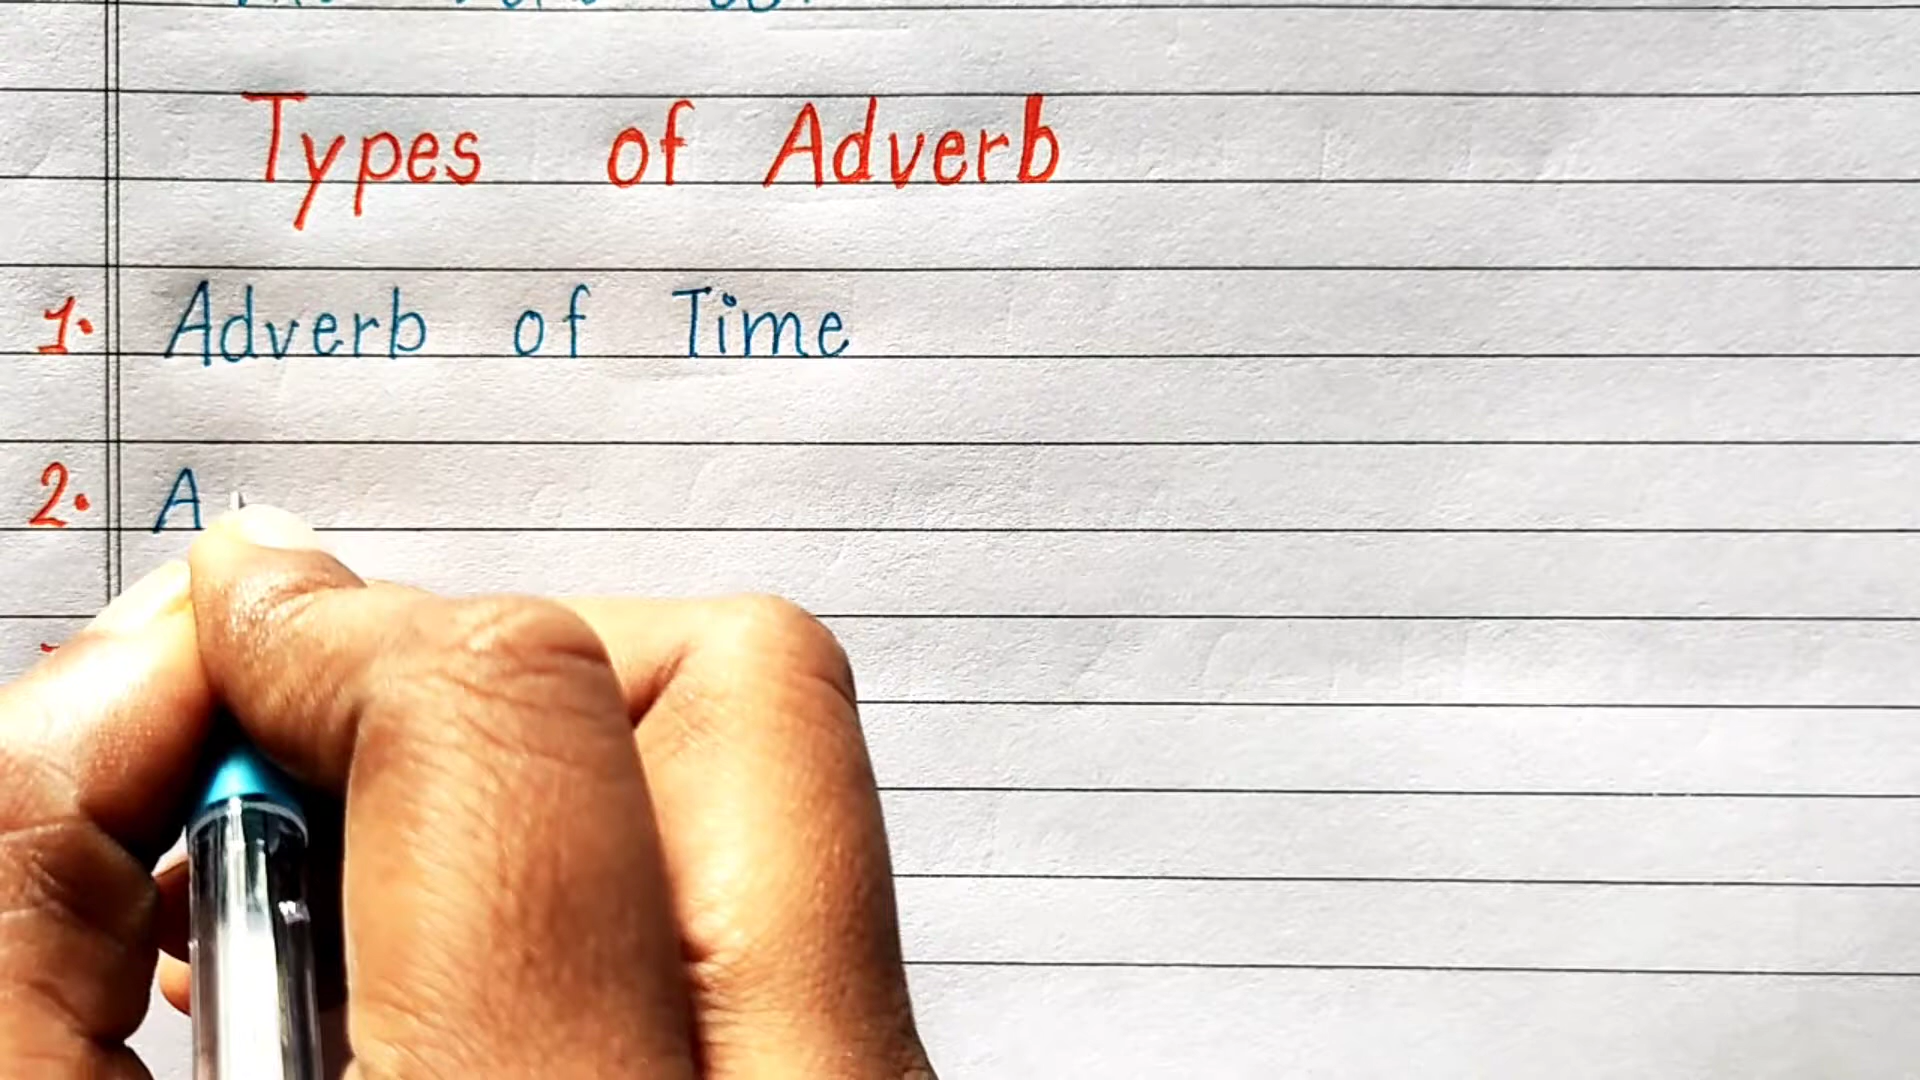 Types of Adverb
1. Adverb of Time
2. A